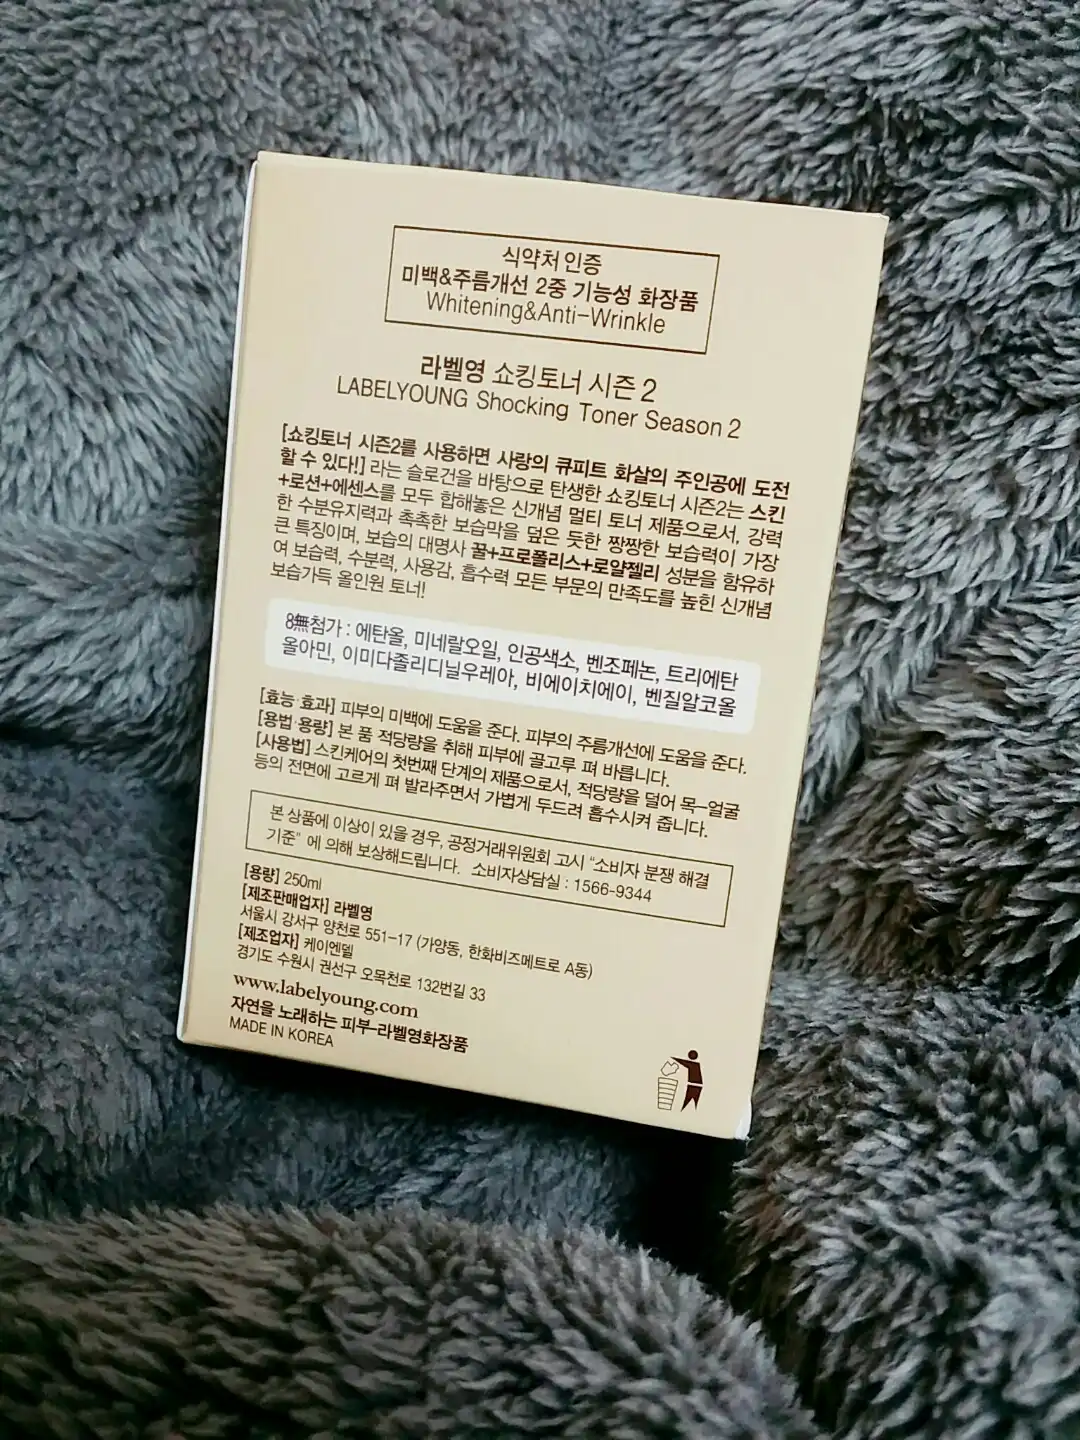 식약처인증
미백&주름개선 2중 기능성 화장품
Whitening&Anti-Wrinkle
라벨영 쇼킹토너 시즌 2
LABELYOUNG Shocking Toner Season 2
[쇼킹토너 시즌2를 사용하면 사랑의 큐피트 화살의 주인공에 도전
할 수 있다!] 라는 슬로건을 바탕으로 탄생한 쇼킹토너 시즌2는 스킨
+로션+에센스를 모두 합해놓은 신개념 멀티 토너 제품으로서, 강력
한 수분유지력과 촉촉한 보습막을 덮은 듯한 짱짱한 보습력이 가장
큰 특징이며, 보습의 대명사 꿀+프로폴리스+로얄젤리 성분을 함유하
여 보습력, 수분력, 사용감, 흡수력 모든 부문의 만족도를 높힌 신개념
보습가득 올인원 토너!
8無첨가 : 에탄올, 미네랄오일, 인공색소, 벤조페논, 트리에탄
올아민, 이미다졸리디닐우레아, 비에이치에이, 벤질알코올
[효능·효과] 피부의 미백에 도움을 준다. 피부의 주름개선에 도움을 준다.
[용법·용량] 본 품 적당량을 취해 피부에 골고루 펴 바릅니다.
[사용법] 스킨케어의 첫번째 단계의 제품으로서, 적당량을 덜어 목-얼굴
등의 전면에 고르게 펴 발라주면서 가볍게 두드려 흡수시켜 줍니다.
본 상품에 이상이 있을 경우, 공정거래위원회 고시 "소비자 분쟁 해결
기준" 에 의해 보상해드립니다. 소비자상담실 : 1566-9344
[용량] 250ml
[제조판매업자] 라벨영
서울시 강서구 양천로 551-17 (가양동, 한화비즈메트로 A동)
[제조업자] 케이엔델
경기도 수원시 권선구 오목천로 132번길 33
www.labelyoung.com
자연을 노래하는 피부-라벨영화장품
MADE IN KOREA